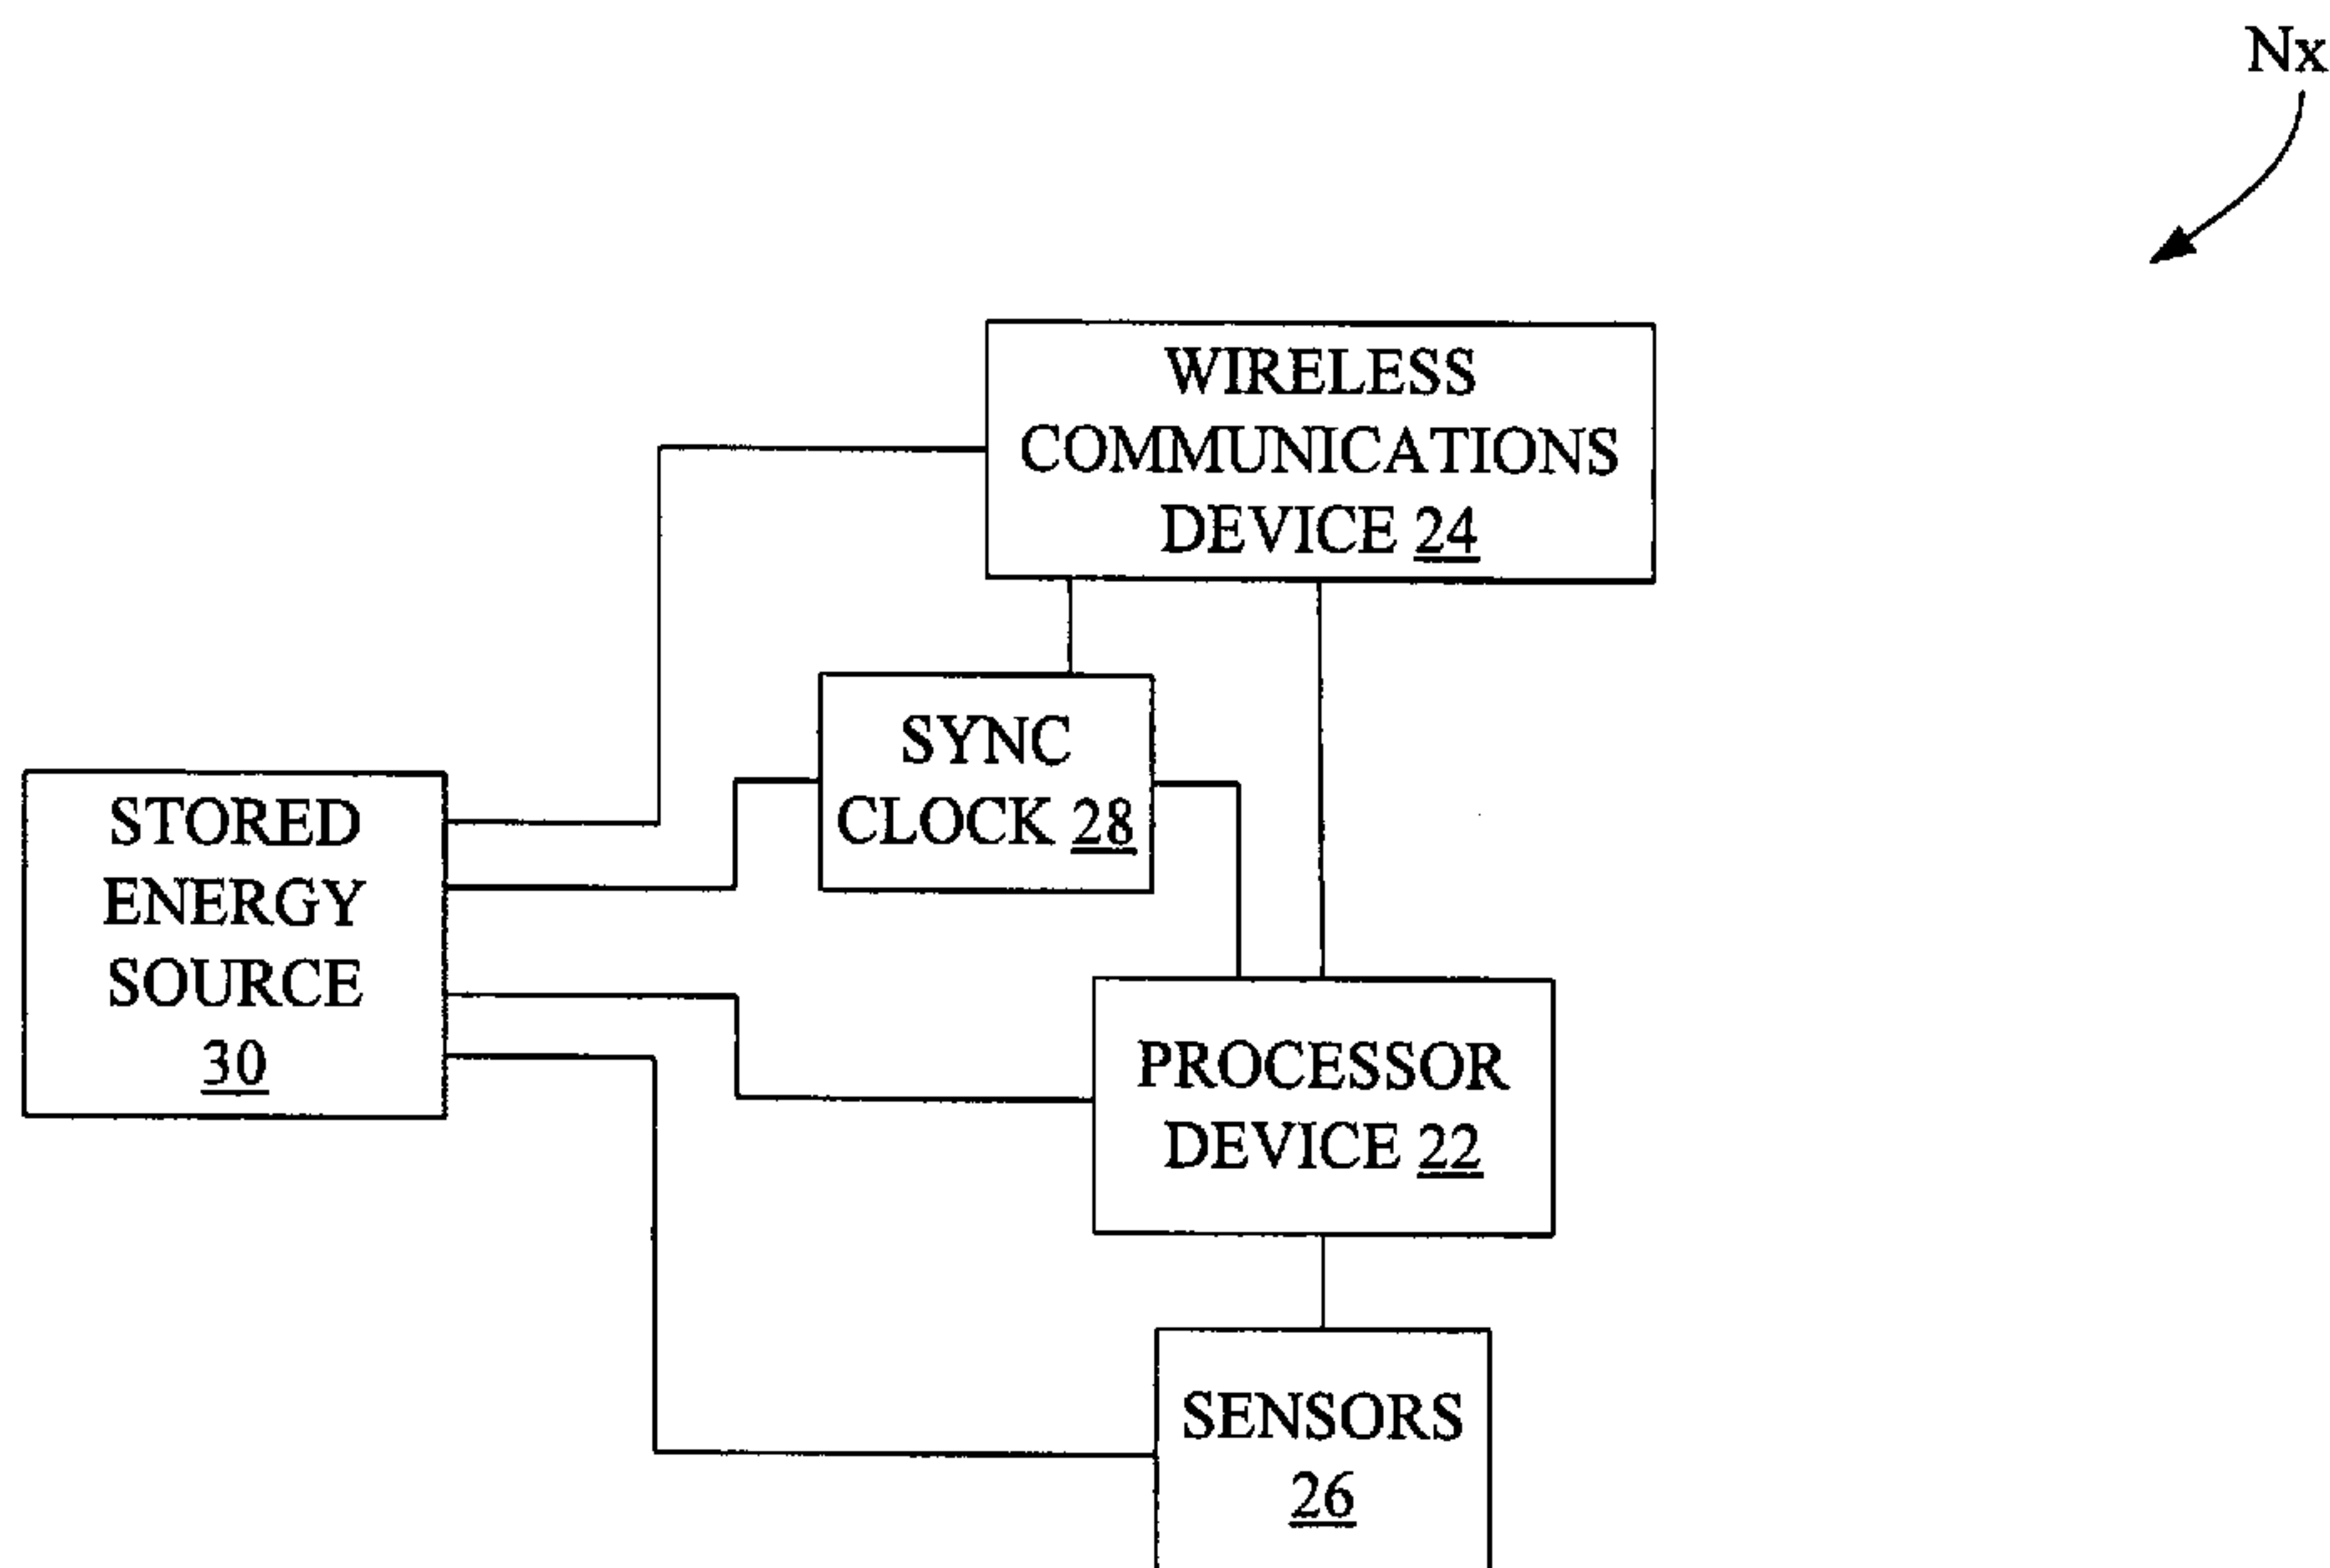 Nx
WIRELESS
COMMUNICATIONS
DEVICE 24
SYNC
CLOCK 28
STORED
ENERGY
SOURCE
30
PROCESSOR
DEVICE 22
SENSORS
26